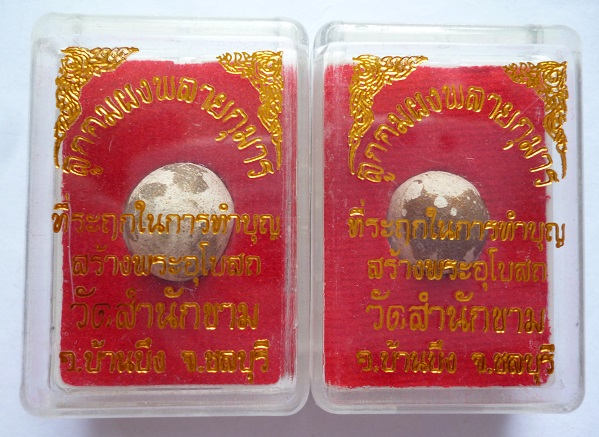 ลูกคมผงพลายกุมาร
ที่ระฤกในการทำบุญ
สร้างพระอุโบสถ
วัดสำนักขาม
อ.บ้านบึง จ.ชลบุรี
ลูกคมผงพลายกุมาร
ที่ระฤกในการทำบุญ
สร้างพระอุโบสถ
วัดสำนักขาม
อ.บ้านบึง จ.ชลบุรี